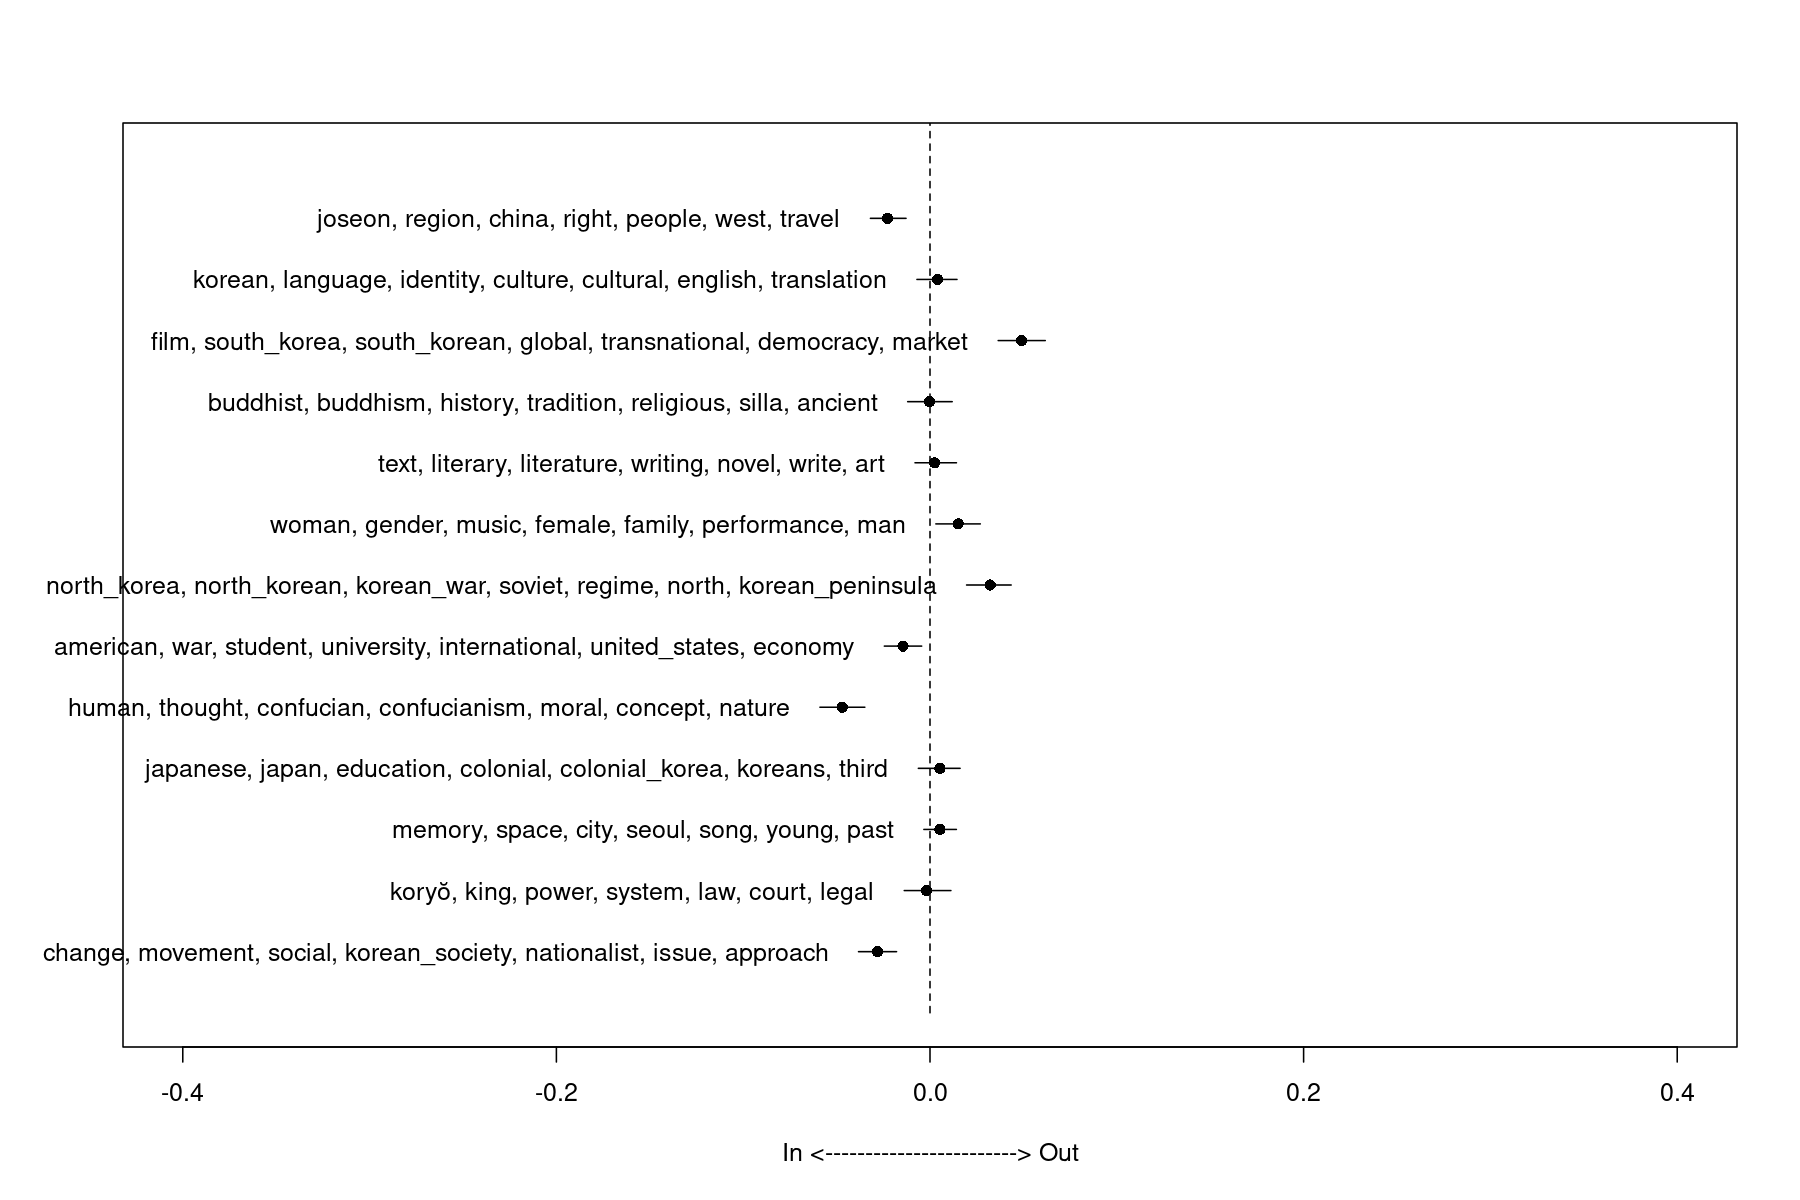 joseon, region, china, right, people, west, travel
korean, language, identity, culture, cultural, english, translation
film, south_korea, south_korean, global, transnational, democracy, market
buddhist, buddhism, history, tradition, religious, silla, ancient
text, literary, literature, writing, novel, write, art
woman, gender, music, female, family, performance, man
north_korea, north_korean, korean_war, soviet, regime, north, korean_peninsula
american, war, student, university, international, united_states, economy
human, thought, confucian, confucianism, moral, concept, nature
japanese, japan, education, colonial, colonial_korea, koreans, third
memory, space, city, seoul, song, young, past
koryŏ, king, power, system, law, court, legal
change, movement, social, korean_society, nationalist, issue, approach
-0.4 -0.2 0.0 0.2 0.4
In <------------------------> Out